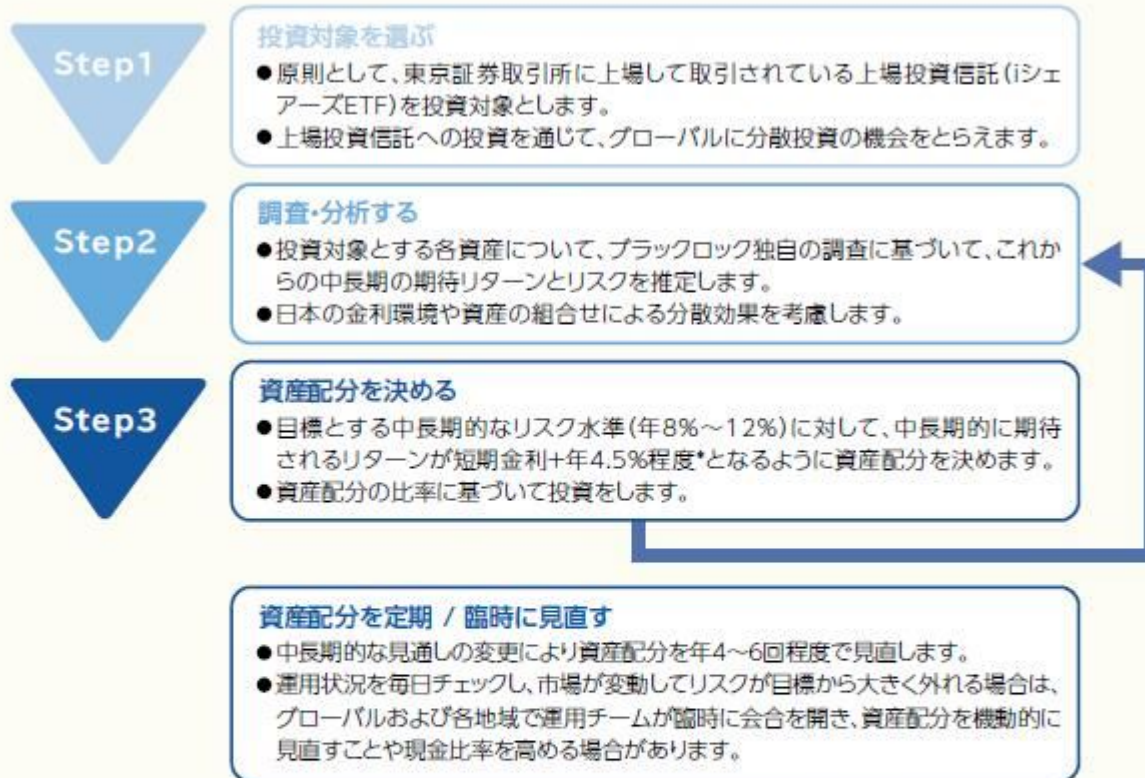 Step1
投資対象を選ぶ
●原則として、東京証券取引所に上場して取引されている上場投資信託(iシェ
アーズETF)を投資対象とします。
●上場投資信託への投資を通じて、グローバルに分散投資の機会をとらえます。
Step2
調査・分析する
●投資対象とする各資産について、ブラックロック独自の調査に基づいて、これか
らの中長期の期待リターンとリスクを推定します。
●日本の金利環境や資産の組合せによる分散効果を考慮します。
Step3
資産配分を決める
●目標とする中長期的なリスク水準(年8%～12%)に対して、中長期的に期待
されるリターンが短期金利+年4.5%程度*となるように資産配分を決めます。
●資産配分の比率に基づいて投資をします。
資産配分を定期 / 臨時に見直す
●中長期的な見通しの変更により資産配分を年4～6回程度で見直します。
●運用状況を毎日チェックし、市場が変動してリスクが目標から大きく外れる場合は、
グローバルおよび各地域で運用チームが臨時に会合を開き、資産配分を機動的に
見直すことや現金比率を高める場合があります。